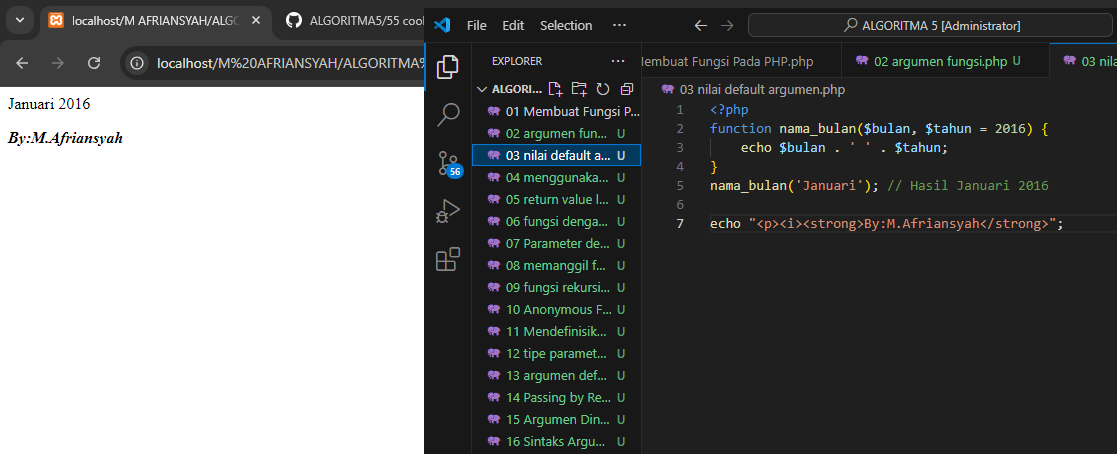 localhost/M AFRIANSYAH/ALGO
ALGORITMA5/55 cook
localhost/M%20AFRIANSYAH/ALGORITMA%
Januari 2016
By:M.Afriansyah
File Edit Selection ...
ALGORITMA 5 [Administrator]
EXPLORER ...
ALGORI...
01 Membuat Fungsi P...
02 argumen fun... U
03 nilai default a... U
04 menggunaka... U
05 return value l... U
06 fungsi denga... U
07 Parameter de... U
08 memanggil f... U
09 fungsi rekursi... U
10 Anonymous F... U
11 Mendefinisik... U
12 tipe paramet... U
13 argumen def... U
14 Passing by Re... U
15 Argumen Din... U
16 Sintaks Argu... U
56
Membuat Fungsi Pada PHP.php
02 argumen fungsi.php U
03 nila
03 nilai default argumen.php
1 <?php
2 function nama_bulan($bulan, $tahun = 2016) {
3 echo $bulan . ' ' . $tahun;
4 }
5 nama_bulan('Januari'); // Hasil Januari 2016
6
7 echo "<p><i><strong>By:M.Afriansyah</strong>";